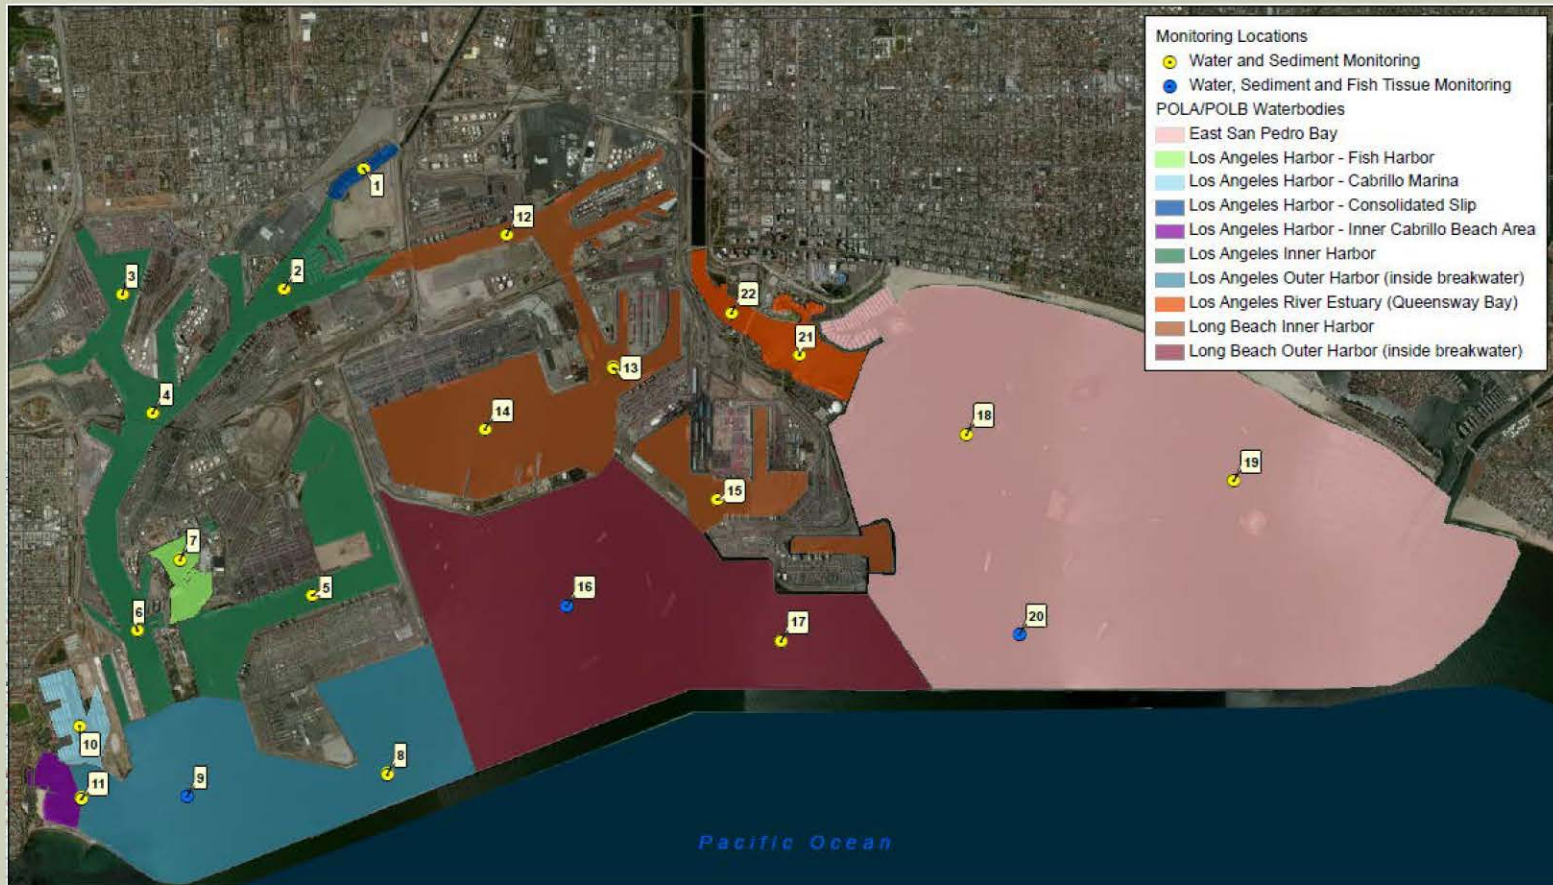 Monitoring Locations
Water and Sediment Monitoring
Water, Sediment and Fish Tissue Monitoring
POLA/POLB Waterbodies
East San Pedro Bay
Los Angeles Harbor - Fish Harbor
Los Angeles Harbor - Cabrillo Marina
Los Angeles Harbor - Consolidated Slip
Los Angeles Harbor - Inner Cabrillo Beach Area
Los Angeles Inner Harbor
Los Angeles Outer Harbor (inside breakwater)
Los Angeles River Estuary (Queensway Bay)
Long Beach Inner Harbor
Long Beach Outer Harbor (inside breakwater)
1
12
2
3
22
21
13
4
14
18
19
15
7
5
16
6
17
20
10
8
9
11
Pacific Ocean